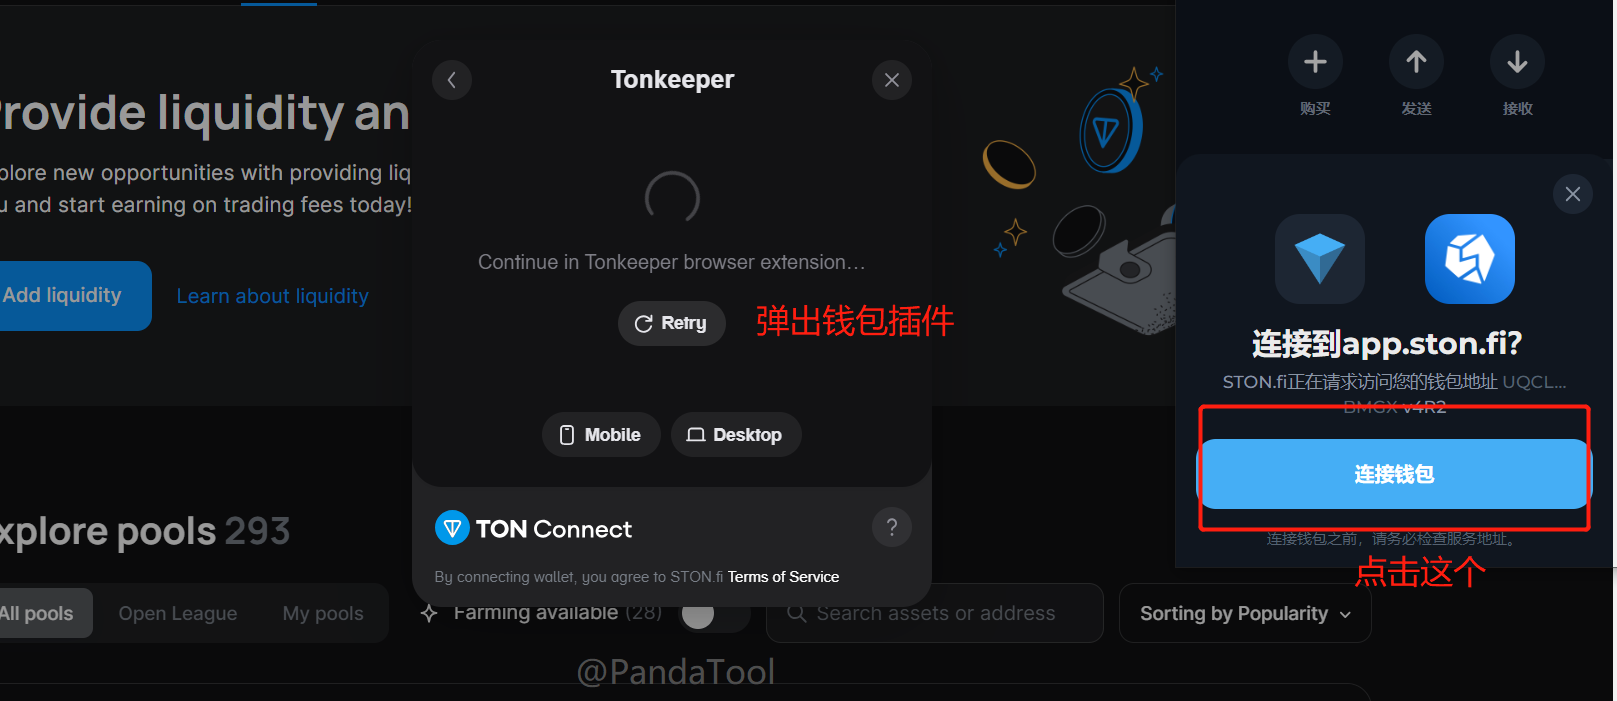 rovide liquidity an
plore new opportunities with providing liq
u and start earning on trading fees today!
Add liquidity
Learn about liquidity
xplore pools 293
All pools
Open League
My pools
Tonkeeper
Continue in Tonkeeper browser extension…
Retry
弹出钱包插件
Mobile
Desktop
TON Connect
?
By connecting wallet, you agree to STON.fi Terms of Service
Farming available (28)
Search assets or address
Sorting by Popularity
@PandaTool
购买
发送
接收
连接到app.ston.fi?
STON.fi正在请求访问您的钱包地址 UQCL...
BMGX v4R2
连接钱包
连接钱包之前，请务必检查服务地址。
点击这个